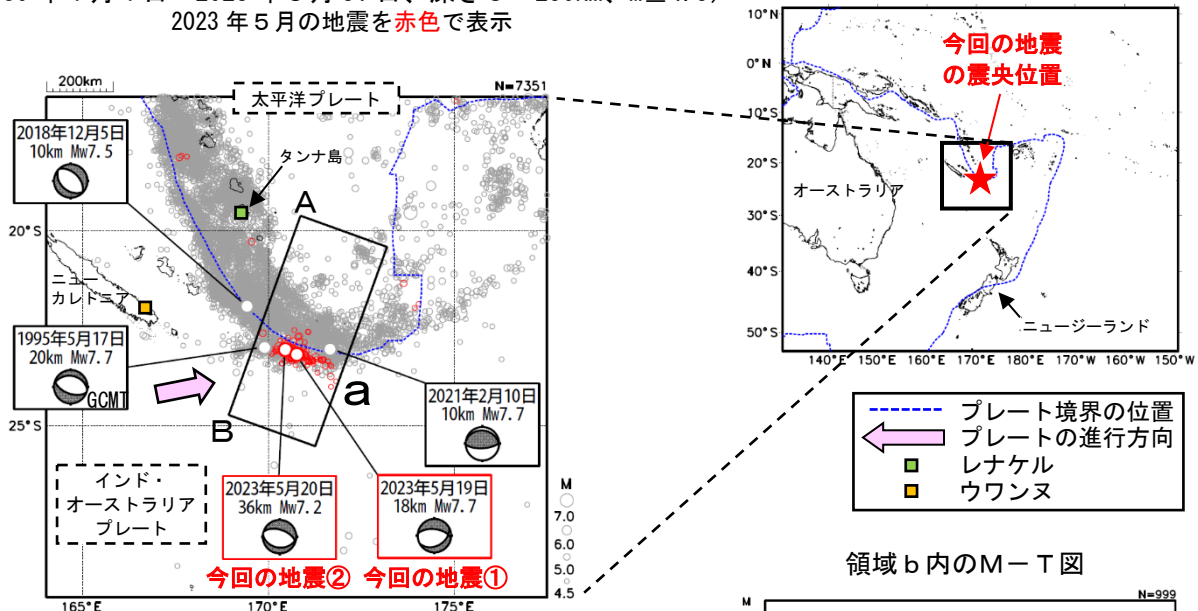 2023 年５月の地震を赤色で表示
200km
N=7351
太平洋プレート
2018年12月5日
10km Mw7.5
タンナ島
A
20°S
ニュー
カレドニア
1995年5月17日
20km Mw7.7
GCMT
a
B
2021年2月10日
10km Mw7.7
25°S
インド・
オーストラリア
プレート
2023年5月20日
36km Mw7.2
2023年5月19日
18km Mw7.7
今回の地震② 今回の地震①
M
7.0
6.0
5.0
4.5
165°E 170°E 175°E
10°N
0°N
10°S
20°S
30°S
40°S
50°S
今回の地震
の震央位置
オーストラリア
ニュージーランド
140°E 150°E 160°E 170°E 180°E 170°W 160°W 150°W
プレート境界の位置
プレートの進行方向
レナケル
ウワンヌ
領域ｂ内のＭ－Ｔ図
M
N=999